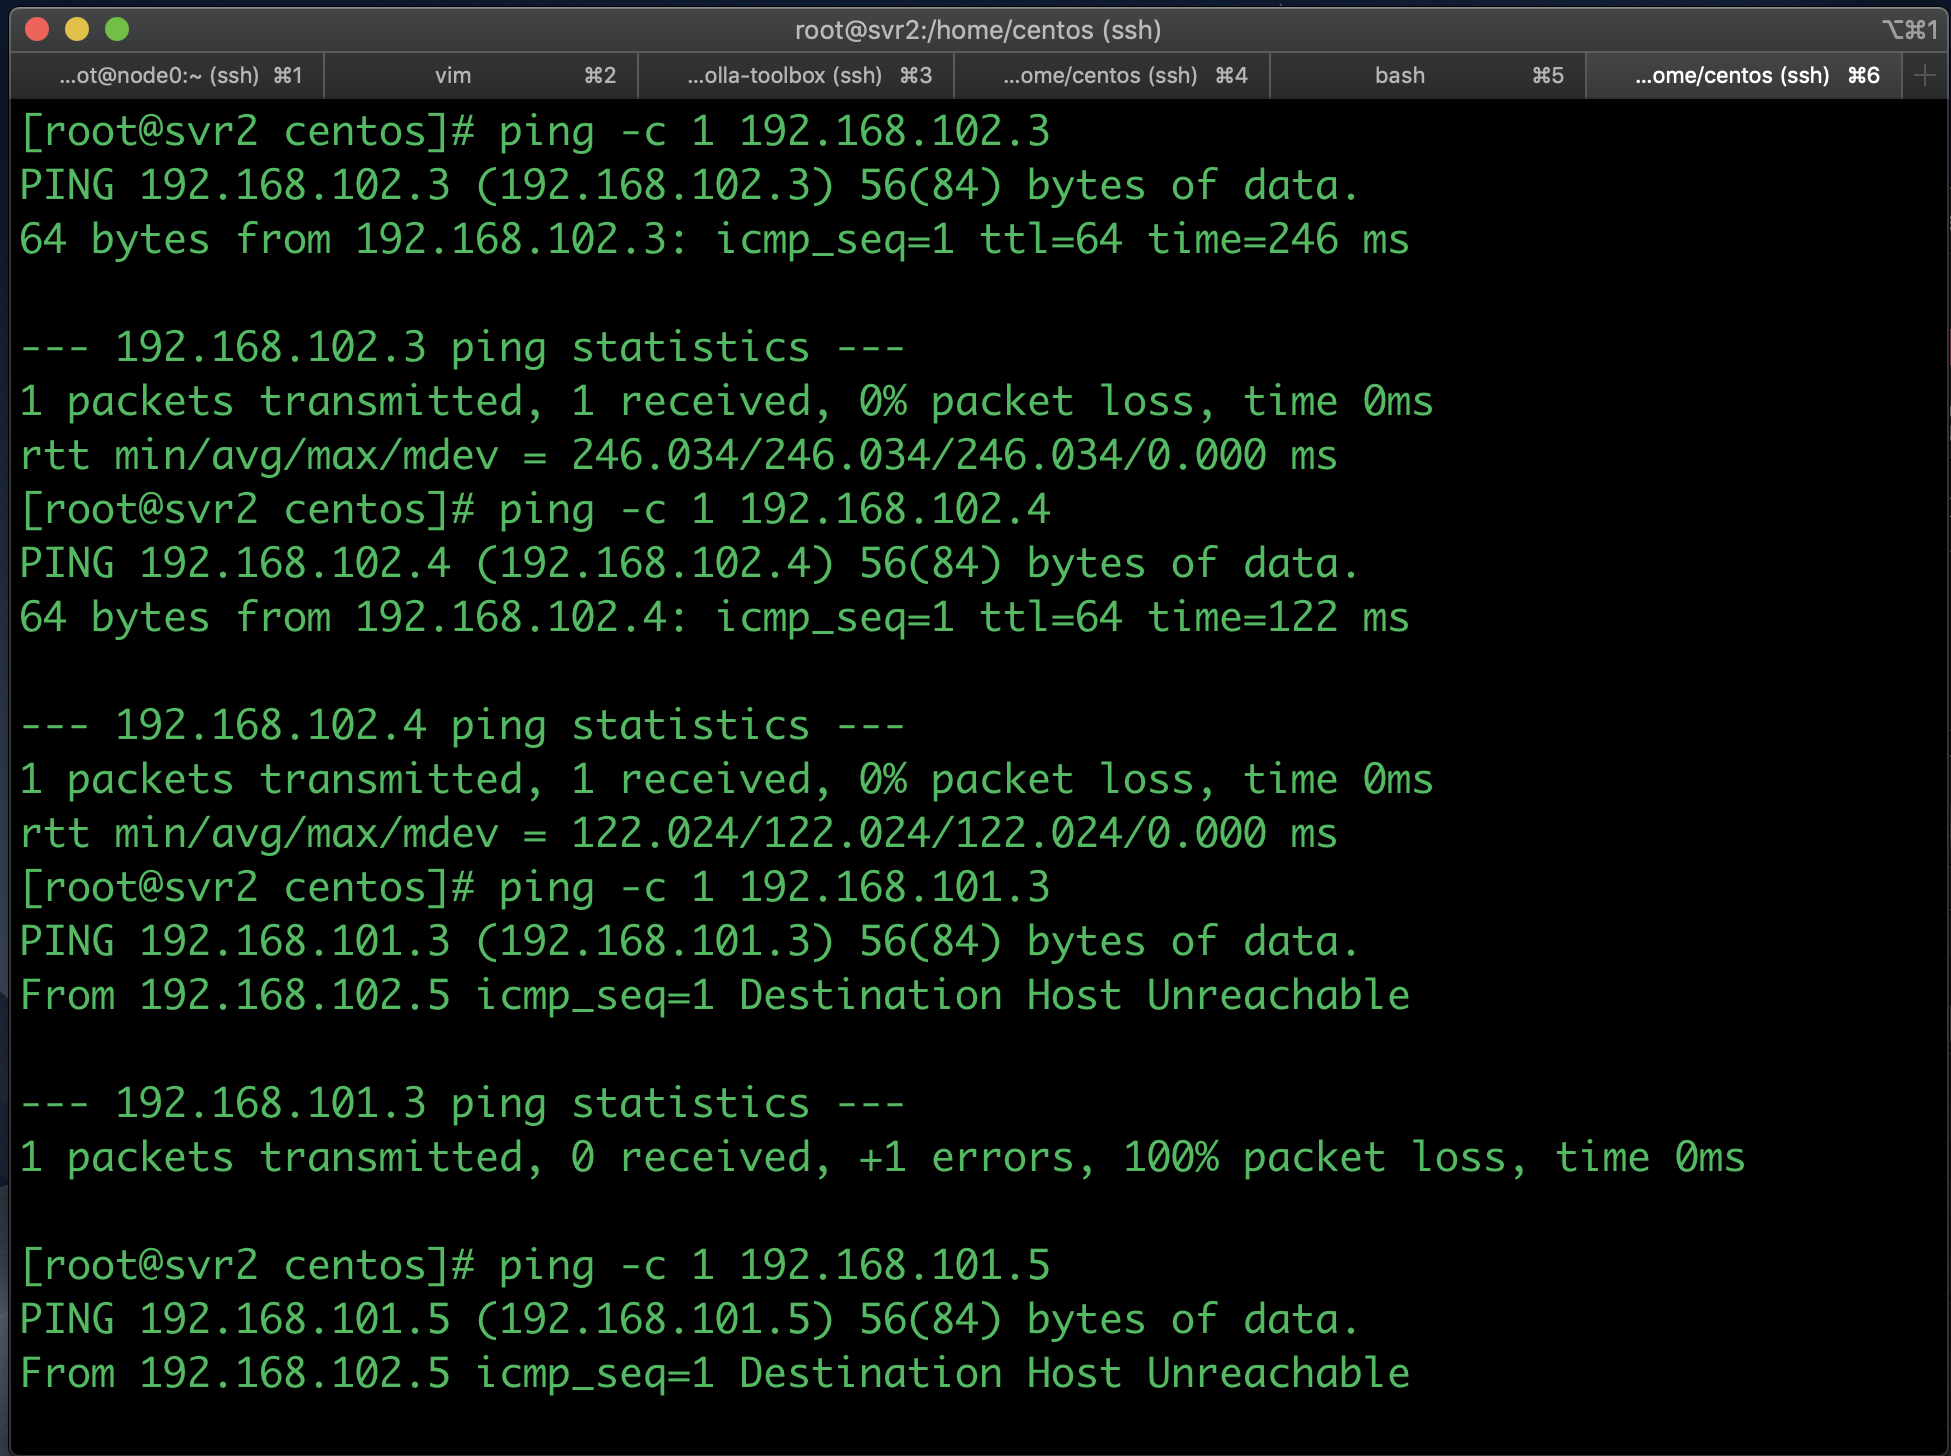 root@svr2:/home/centos (ssh)
⌥⌘1
...ot@node0:~ (ssh) ⌘1
vim ⌘2
...olla-toolbox (ssh) ⌘3
...ome/centos (ssh) ⌘4
bash ⌘5
...ome/centos (ssh) ⌘6
[root@svr2 centos]# ping -c 1 192.168.102.3
PING 192.168.102.3 (192.168.102.3) 56(84) bytes of data.
64 bytes from 192.168.102.3: icmp_seq=1 ttl=64 time=246 ms
--- 192.168.102.3 ping statistics ---
1 packets transmitted, 1 received, 0% packet loss, time 0ms
rtt min/avg/max/mdev = 246.034/246.034/246.034/0.000 ms
[root@svr2 centos]# ping -c 1 192.168.102.4
PING 192.168.102.4 (192.168.102.4) 56(84) bytes of data.
64 bytes from 192.168.102.4: icmp_seq=1 ttl=64 time=122 ms
--- 192.168.102.4 ping statistics ---
1 packets transmitted, 1 received, 0% packet loss, time 0ms
rtt min/avg/max/mdev = 122.024/122.024/122.024/0.000 ms
[root@svr2 centos]# ping -c 1 192.168.101.3
PING 192.168.101.3 (192.168.101.3) 56(84) bytes of data.
From 192.168.102.5 icmp_seq=1 Destination Host Unreachable
--- 192.168.101.3 ping statistics ---
1 packets transmitted, 0 received, +1 errors, 100% packet loss, time 0ms
[root@svr2 centos]# ping -c 1 192.168.101.5
PING 192.168.101.5 (192.168.101.5) 56(84) bytes of data.
From 192.168.102.5 icmp_seq=1 Destination Host Unreachable